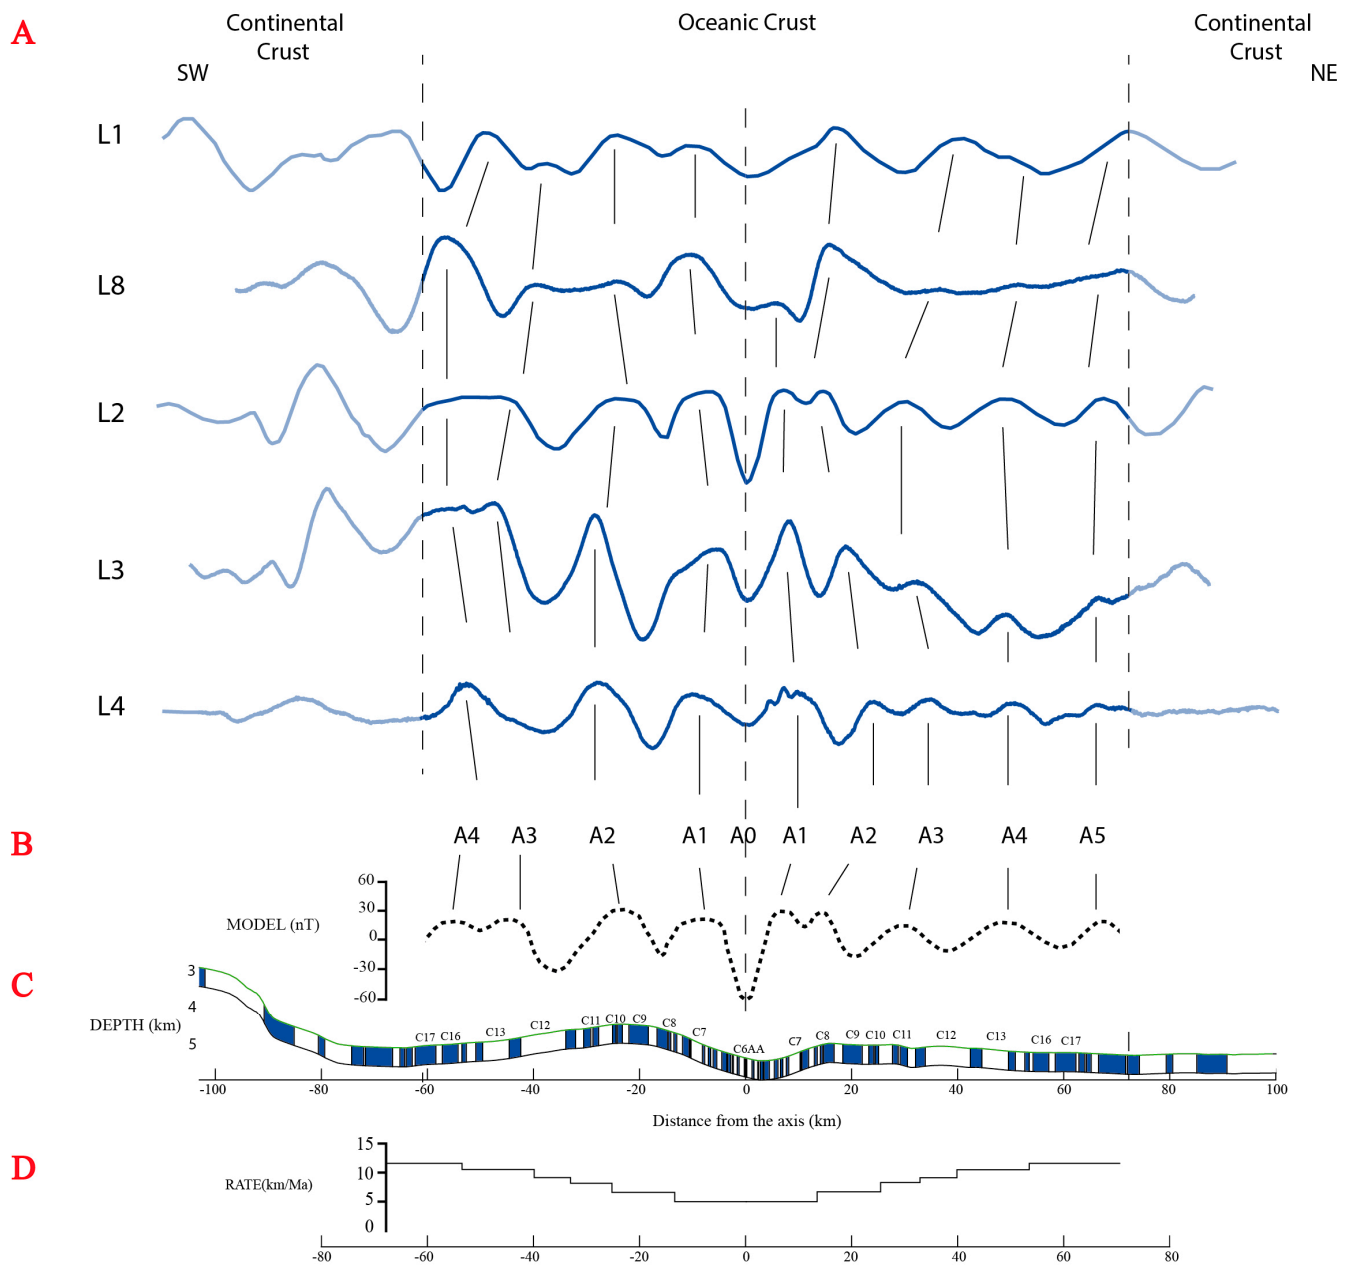 A
Continental
Crust
Oceanic Crust
Continental
Crust
SW
NE
L1
L8
L2
L3
L4
B
A4 A3 A2 A1 A0 A1 A2 A3 A4 A5
60
30
MODEL (nT)
0
-30
-60
C
3
4
DEPTH (km)
5
C17 C16 C13 C12 C11 C10 C9 C8 C7 C6AA C7 C8 C9 C10 C11 C12 C13 C16 C17
-100 -80 -60 -40 -20 0 20 40 60 80 100
Distance from the axis (km)
D
15
10
RATE(km/Ma)
5
0
-80 -60 -40 -20 0 20 40 60 80